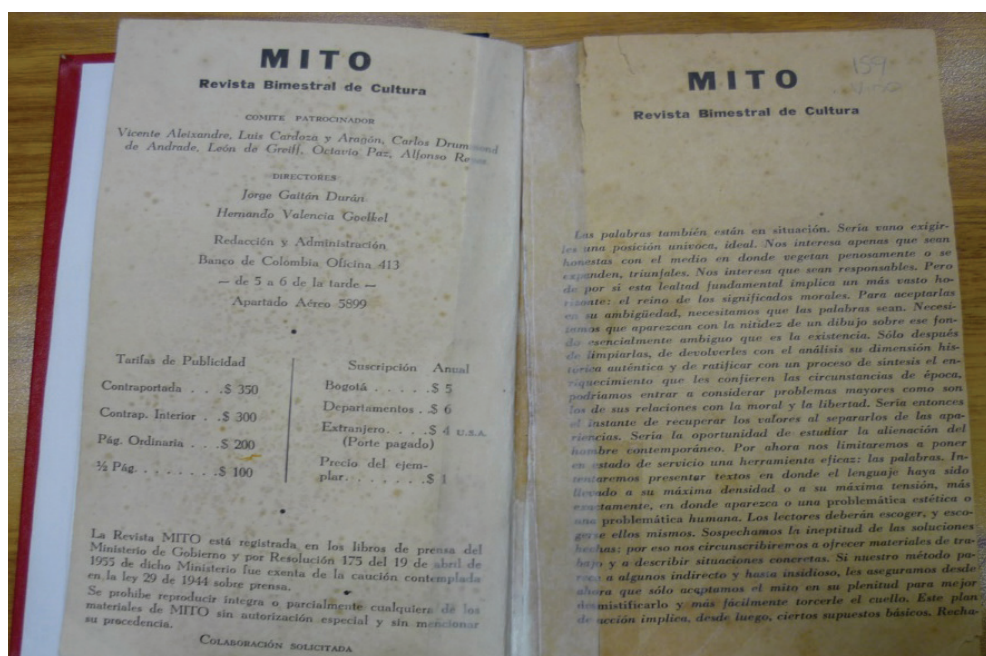 MITO
Revista Bimestral de Cultura
COMITE PATROCINADOR
Vicente Aleixandre, Luis Cardoza y Aragón, Carlos Drummond
de Andrade, León de Greiff, Octavio Paz, Alfonso Reyes
DIRECTORES
Jorge Gaitán Durán
Hernando Valencia Goelkel
Redacción y Administración
Banco de Colombia Oficina 413
— de 5 a 6 de la tarde —
Apartado Aéreo 5899
Tarifas de Publicidad
Contraportada . . .$ 350
Contrap. Interior . .$ 300
Pág. Ordinaria . . .$ 200
½ Pág. . . . . . . .$ 100
Suscripción Anual
Bogotá . . . . . .$ 5
Departamentos . .$ 6
Extranjero. . . . .$ 4 U.S.A.
(Porte pagado)
Precio del ejem-
plar. . . . . . . .$ 1
La Revista MITO está registrada en los libros de prensa del
Ministerio de Gobierno y por Resolución 175 del 19 de abril de
1955 de dicho Ministerio fue exenta de la caución contemplada
en la ley 29 de 1944 sobre prensa.
Se prohibe reproducir íntegra o parcialmente cualquiera de los
materiales de MITO sin autorización especial y sin mencionar
su procedencia.
COLABORACIÓN SOLICITADA
MITO
Revista Bimestral de Cultura
159
Las palabras también están en situación. Sería vano exigir-
les una posición univóca, ideal. Nos interesa apenas que sean
honestas con el medio en donde vegetan penosamente o se
expanden, triunfales. Nos interesa que sean responsables. Pero
de por sí esta lealtad fundamental implica un más vasto ho-
rizonte: el reino de los significados morales. Para aceptarlas
en su ambigüedad, necesitamos que las palabras sean. Necesi-
tamos que aparezcan con la nitidez de un dibujo sobre ese fon-
do esencialmente ambiguo que es la existencia. Sólo después
de limpiarlas, de devolverles con el análisis su dimensión his-
tórica auténtica y de ratificar con un proceso de síntesis el en-
riquecimiento que les confieren las circunstancias de época,
podríamos entrar a considerar problemas mayores como son
los de sus relaciones con la moral y la libertad. Sería entonces
el instante de recuperar los valores al separarlos de las apa-
riencias. Sería la oportunidad de estudiar la alienación del
hombre contemporáneo. Por ahora nos limitaremos a poner
en estado de servicio una herramienta eficaz: las palabras. In-
tentaremos presentar textos en donde el lenguaje haya sido
llevado a su máxima densidad o a su máxima tensión, más
exactamente, en donde aparezca o una problemática estética o
una problemática humana. Los lectores deberán escoger, y esco-
gerse ellos mismos. Sospechamos la ineptitud de las soluciones
hechas; por eso nos circunscribiremos a ofrecer materiales de tra-
bajo y a describir situaciones concretas. Si nuestro método pa-
rece a algunos indirecto y hasta insidioso, les aseguramos desde
ahora que sólo aceptamos el mito en su plenitud para mejor
desmistificarlo y más fácilmente torcerle el cuello. Este plan
de acción implica, desde luego, ciertos supuestos básicos. Recha-